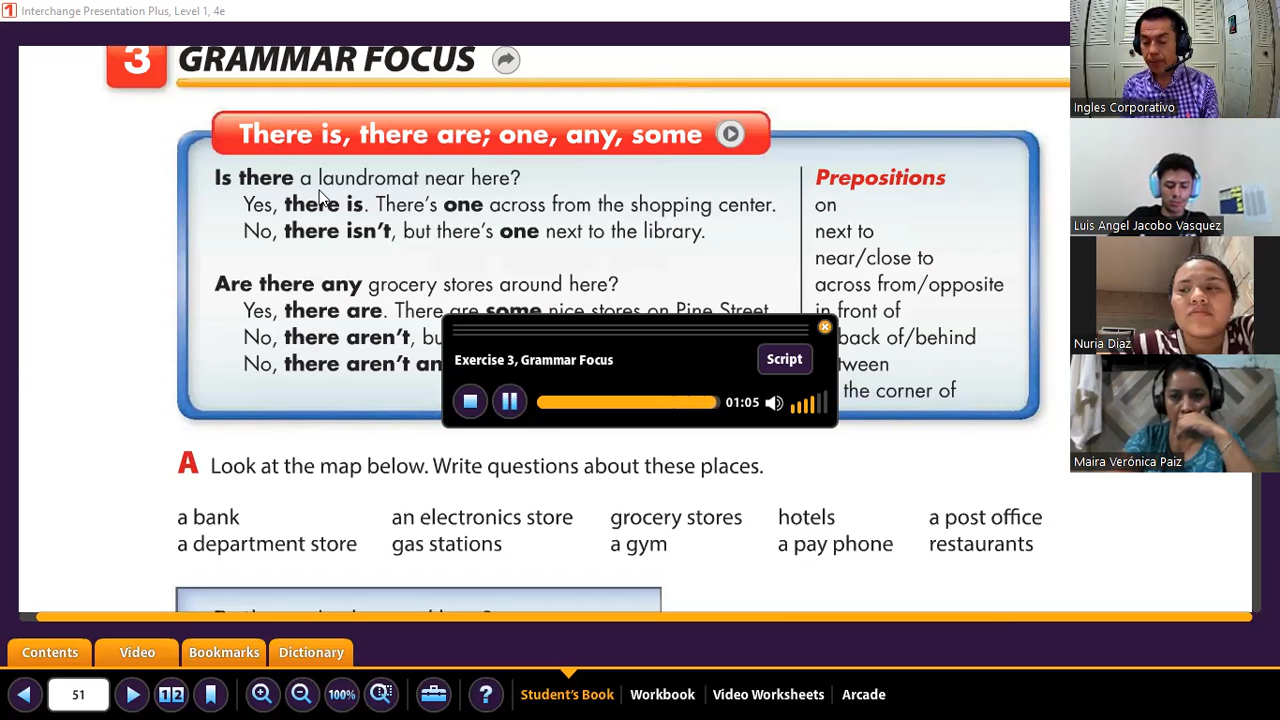 Interchange Presentation Plus, Level 1, 4e
3 GRAMMAR FOCUS
There is, there are; one, any, some
Is there a laundromat near here?
Yes, there is. There's one across from the shopping center.
No, there isn't, but there's one next to the library.
Are there any grocery stores around here?
Yes, there are. There are some nice stores on Pine Street.
No, there aren't,
No, there aren't
Prepositions
on
next to
near/close to
across from/opposite
in front of
back of/behind
the corner of
Exercise 3, Grammar Focus
Script
01:05
A Look at the map below. Write questions about these places.
a bank an electronics store grocery stores hotels a post office
a department store gas stations a gym a pay phone restaurants
Ingles Corporativo
Luis Angel Jacobo Vasquez
Nuria Diaz
Maira Verónica Paiz
Contents Video Bookmarks Dictionary
51 12 100% ? Student's Book Workbook Video Worksheets Arcade